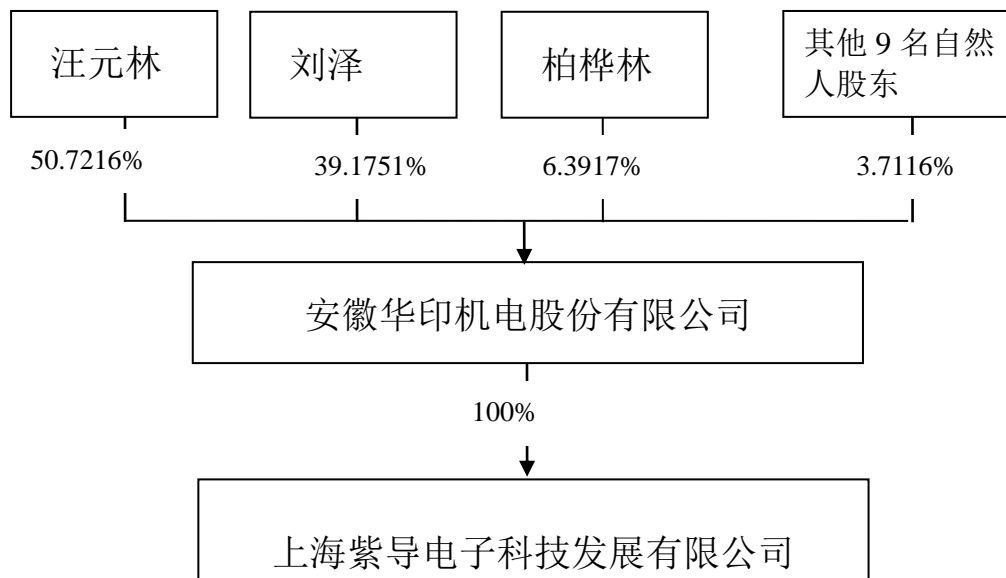 汪元林
刘泽
柏桦林
其他 9 名自然
人股东
50.7216%
39.1751%
6.3917%
3.7116%
安徽华印机电股份有限公司
100%
上海紫导电子科技发展有限公司